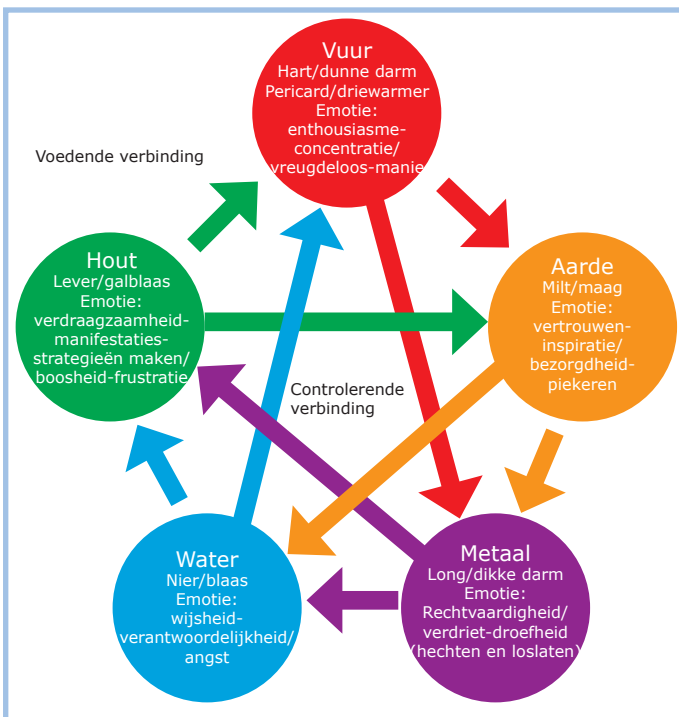 Vuur
Hart/dunne darm
Pericard/driewarmer
Emotie:
enthousiasme-
concentratie/
vreugdeloos-manie
Voedende verbinding
Hout
Lever/galblaas
Emotie:
verdraagzaamheid-
manifestaties-
strategieën maken/
boosheid-frustratie
Aarde
Milt/maag
Emotie:
vertrouwen-
inspiratie/
bezorgdheid-
piekeren
Controlerende
verbinding
Water
Nier/blaas
Emotie:
wijsheid-
verantwoordelijkheid/
angst
Metaal
Long/dikke darm
Emotie:
Rechtvaardigheid/
verdriet-droefheid
(hechten en loslaten)